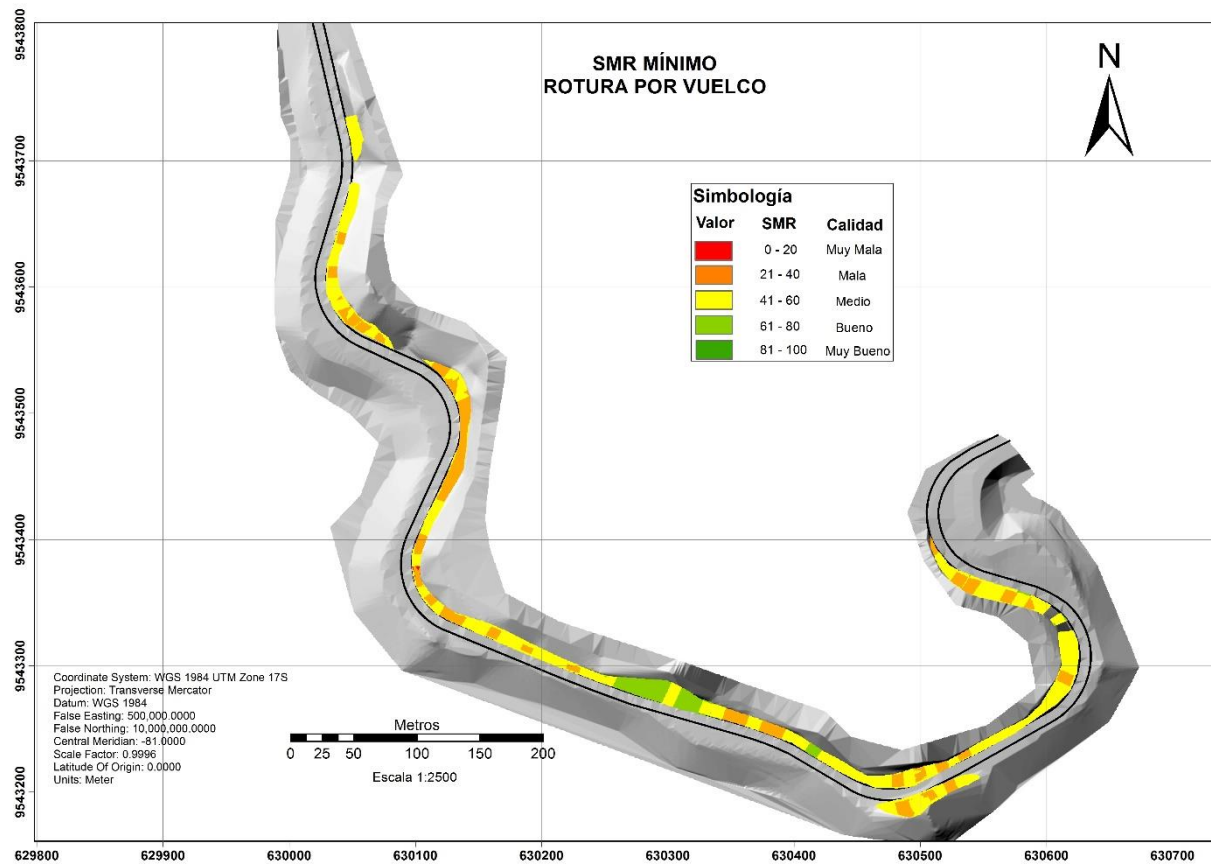 SMR MÍNIMO
ROTURA POR VUELCO
N
Simbología
Valor SMR Calidad
0 - 20 Muy Mala
21 - 40 Mala
41 - 60 Medio
61 - 80 Bueno
81 - 100 Muy Bueno
9543800
9543700
9543600
9543500
9543400
9543300
9543200
Coordinate System: WGS 1984 UTM Zone 17S
Projection: Transverse Mercator
Datum: WGS 1984
False Easting: 500,000.0000
False Northing: 10,000,000.0000
Central Meridian: -81.0000
Scale Factor: 0.9996
Latitude Of Origin: 0.0000
Units: Meter
Metros
0 25 50 100 150 200
Escala 1:2500
629800 629900 630000 630100 630200 630300 630400 630500 630600 630700